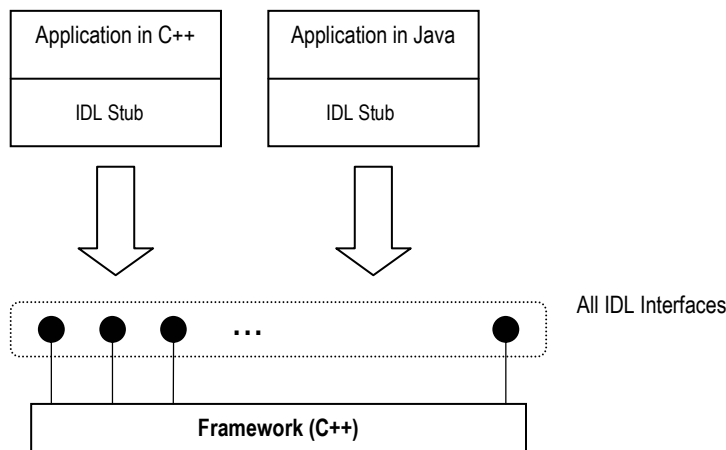 Application in C++
Application in Java
IDL Stub
IDL Stub
All IDL Interfaces
...
Framework (C++)